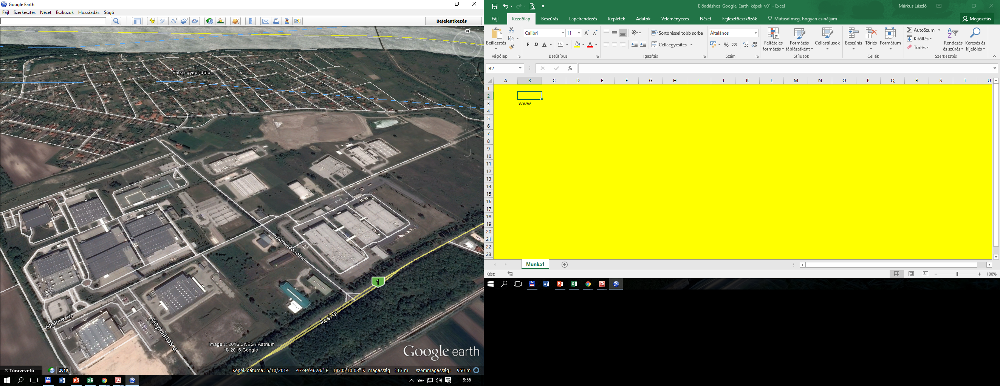 Google Earth
Fájl Szerkesztés Nézet Eszközök Hozzáadás Súgó
Bejelentkezés
N
Felső-gyepi-dűlő
Bánki Donát u.
1
Ácsi út
Nokia u.
Irinyi János u.
Image © 2016 CNES / Astrium
© 2016 Google
Google earth
Túravezető 2010
Képek dátuma: 5/10/2014 47°44'46.96" É 18°05'10.03" K magasság 113 m szemmagasság: 950 m
9:56
Előadáshoz_Google_Earth_képek_v01 - Excel Márkus László
Fájl Kezdőlap Beszúrás Lapelrendezés Képletek Adatok Véleményezés Nézet Fejlesztőeszközök Mutasd meg, hogyan csináljam Megosztás
Beillesztés
Vágólap
Calibri 11
F D A
Betűtípus
Sortöréssel több sorba
Cellaegyesítés
Igazítás
Általános
% 000
Szám
Feltételes formázás
Formázás táblázatként
Cellastílusok
Stílusok
Beszúrás Törlés Formátum
Cellák
AutoSzum
Kitöltés
Törlés
Rendezés és szűrés
Keresés és kijelölés
Szerkesztés
B2 fx
A B C D E F G H I J K L M N O P Q R S T U
1
2
3 www
4
5
6
7
8
9
10
11
12
13
14
15
16
17
18
19
20
21
22
23
Munka1
Kész 100%